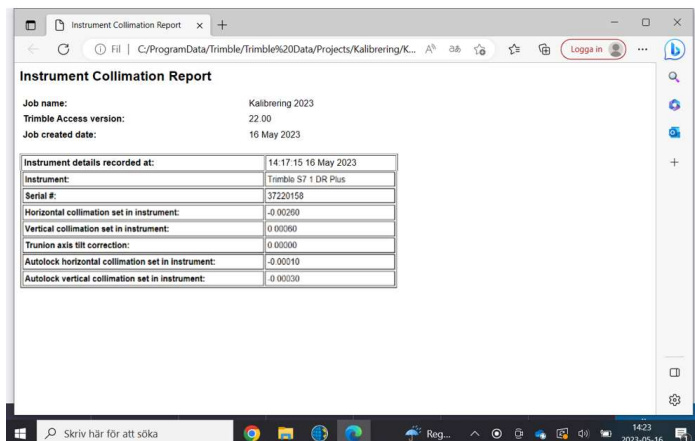 Instrument Collimation Report
Fil | C:/ProgramData/Trimble/Trimble%20Data/Projects/Kalibrering/K...
Logga in
Instrument Collimation Report
Job name: Kalibrering 2023
Trimble Access version: 22.00
Job created date: 16 May 2023
Instrument details recorded at: 14:17:15 16 May 2023
Instrument: Trimble S7 1 DR Plus
Serial #: 37220158
Horizontal collimation set in instrument: -0.00260
Vertical collimation set in instrument: 0.00060
Trunion axis tilt correction: 0.00000
Autolock horizontal collimation set in instrument: -0.00010
Autolock vertical collimation set in instrument: -0.00030
Skriv här för att söka
Reg...
14:23
2023-05-16